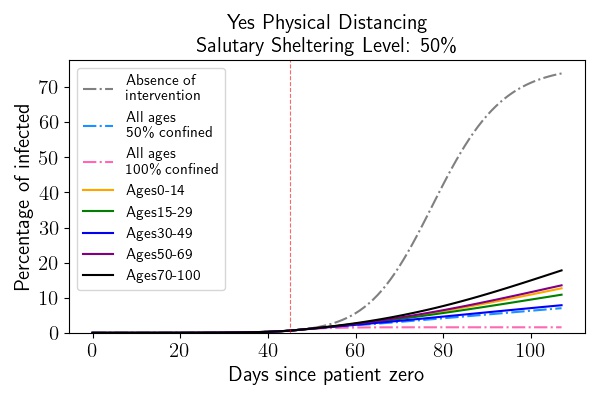 Yes Physical Distancing
Salutary Sheltering Level: 50%
Percentage of infected
70
60
50
40
30
20
10
0
Absence of
intervention
All ages
50% confined
All ages
100% confined
Ages0-14
Ages15-29
Ages30-49
Ages50-69
Ages70-100
0 20 40 60 80 100
Days since patient zero